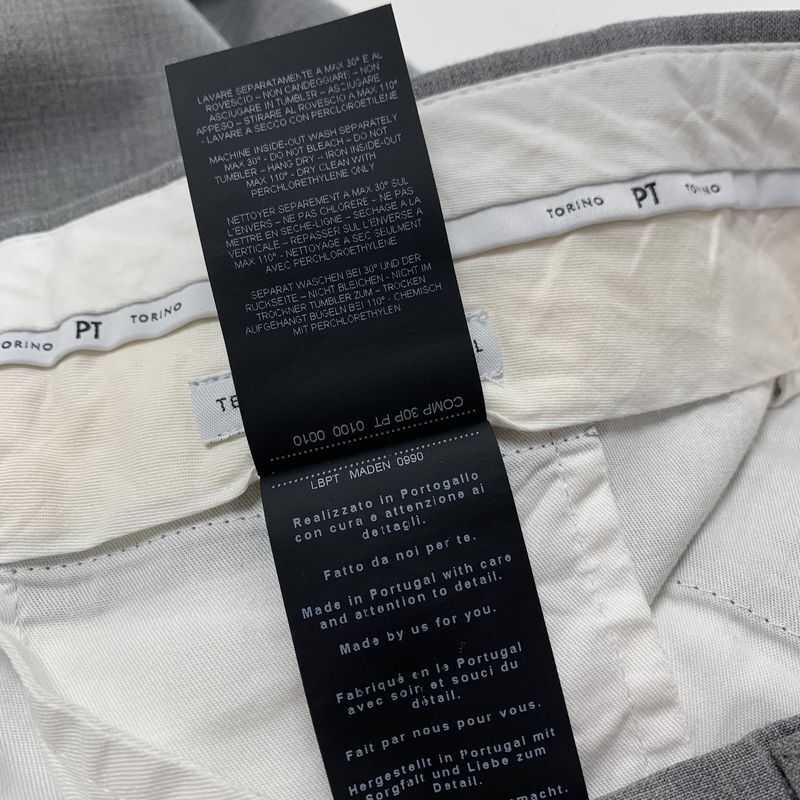 LAVARE SEPARATAMENTE A MAX 30° E AL
ROVESCIO - NON CANDEGGIARE - NON
ASCIUGARE IN TUMBLER - ASCIUGARE
APPESO - STIRARE AL ROVESCIO A MAX 110°
- LAVARE A SECCO CON PERCLOROETILENE
MACHINE INSIDE-OUT WASH SEPARATELY
MAX 30° - DO NOT BLEACH - DO NOT
TUMBLER - HANG DRY -- IRON INSIDE-OUT
MAX 110° - DRY CLEAN WITH
PERCHLORETHYLENE ONLY
NETTOYER SEPAREMENT A MAX 30° SUL
L'ENVERS - NE PAS CHLORERE - NE PAS
METTRE EN SECHE-LIGNE - SECHAGE A LA
VERTICALE - REPASSER SUL L'ENVERSE A
MAX 110° - NETTOYAGE A SEC SEULMENT
AVEC PERCHLORETHYLENE
SEPARAT WASCHEN BEI 30° UND DER
RUCKSEITE - NICHT BLEICHEN - NICHT IM
TROCKNER TUMBLER ZUM - TROCKEN
AUFGEHANGT BUGELN BEI 110° - CHEMISCH
MIT PERCHLORETHYLEN
COMP 30P PT 0100 0010
LBPT MADEN 0990
Realizzato in Portogallo
con cura e attenzione ai
dettagli.
Fatto da noi per te.
Made in Portugal with care
and attention to detail.
Made by us for you.
Fabriqué en le Portugal
avec soin et souci du
détail.
Fait par nous pour vous.
Hergestellt in Portugal mit
Sorgfalt und Liebe zum
Detail.
TORINO PT TORINO
TORINO PT TORINO